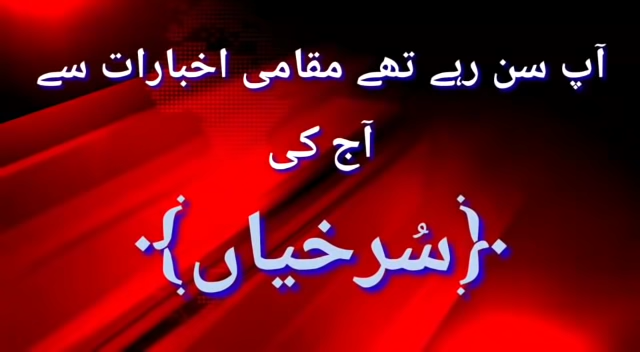 آپ سن رہے تھے مقامی اخبارات سے
آج کی
﴿سُرخیاں﴾